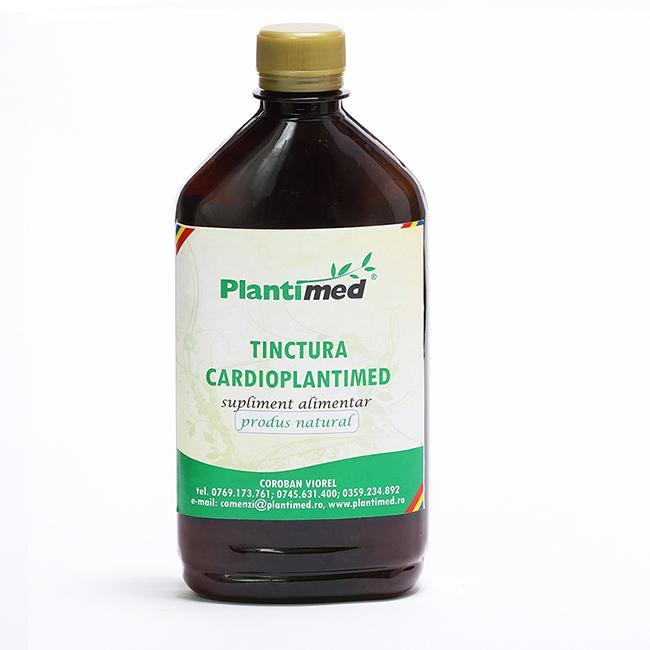 Plantimed®
TINCTURA
CARDIOPLANTIMED
supliment alimentar
produs natural
COROBAN VIOREL
tel. 0769.173.761; 0745.631.400; 0359.234.892
e-mail: comenzi@plantimed.ro, www.plantimed.ro